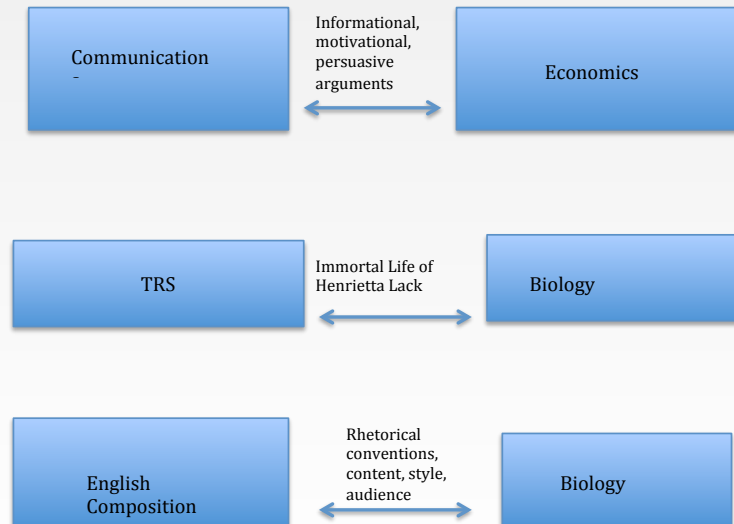 Communication
-
Informational,
motivational,
persuasive
arguments
Economics
TRS
Immortal Life of
Henrietta Lack
Biology
English
Composition
Rhetorical
conventions,
content, style,
audience
Biology